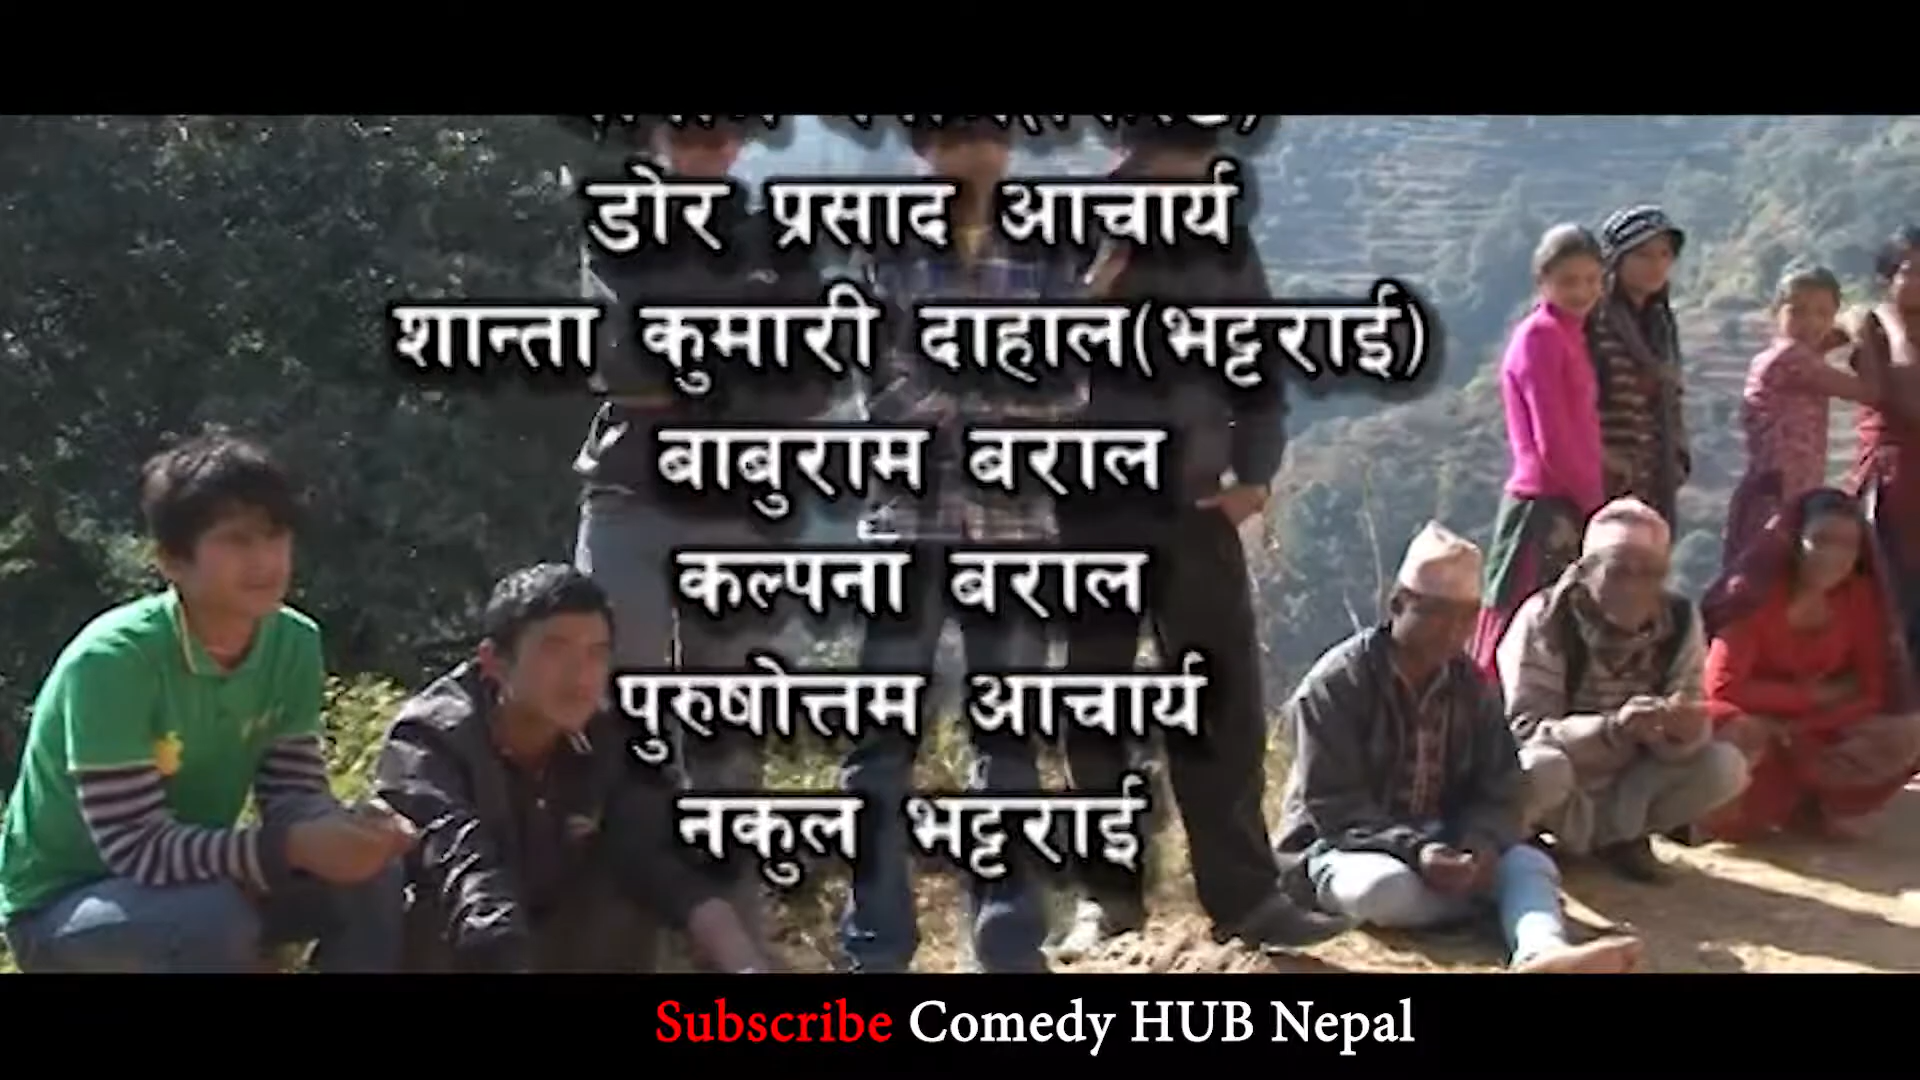 डोर प्रसाद आचार्य
शान्ता कुमारी दाहाल(भट्टराई)
बाबुराम बराल
कल्पना बराल
पुरुषोत्तम आचार्य
नकुल भट्टराई
Subscribe Comedy HUB Nepal